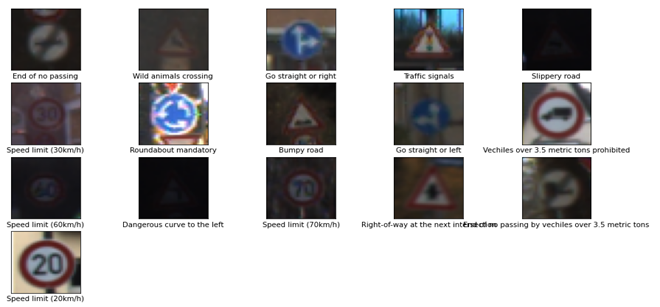 End of no passing
Wild animals crossing
Go straight or right
Traffic signals
Slippery road
30
Speed limit (30km/h)
Roundabout mandatory
Bumpy road
Go straight or left
Vechiles over 3.5 metric tons prohibited
60
Speed limit (60km/h)
Dangerous curve to the left
70
Speed limit (70km/h)
Right-of-way at the next intersection
End of no passing by vechiles over 3.5 metric tons
20
Speed limit (20km/h)